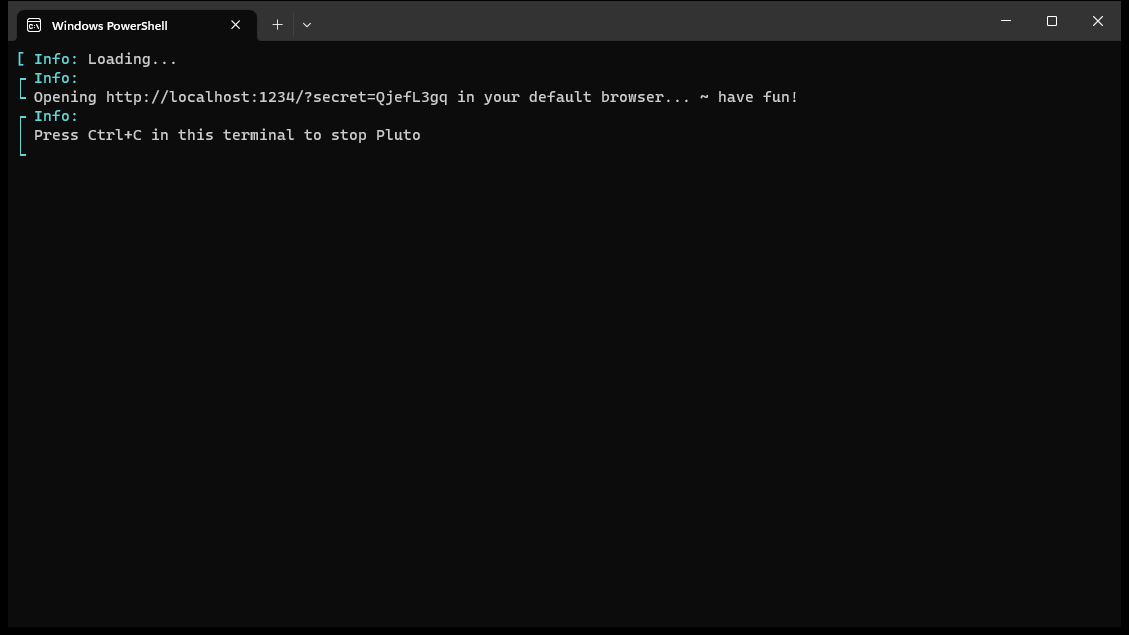 Windows PowerShell
[ Info: Loading...
┌ Info:
└ Opening http://localhost:1234/?secret=QjefL3gq in your default browser... ~ have fun!
┌ Info:
│ Press Ctrl+C in this terminal to stop Pluto
└